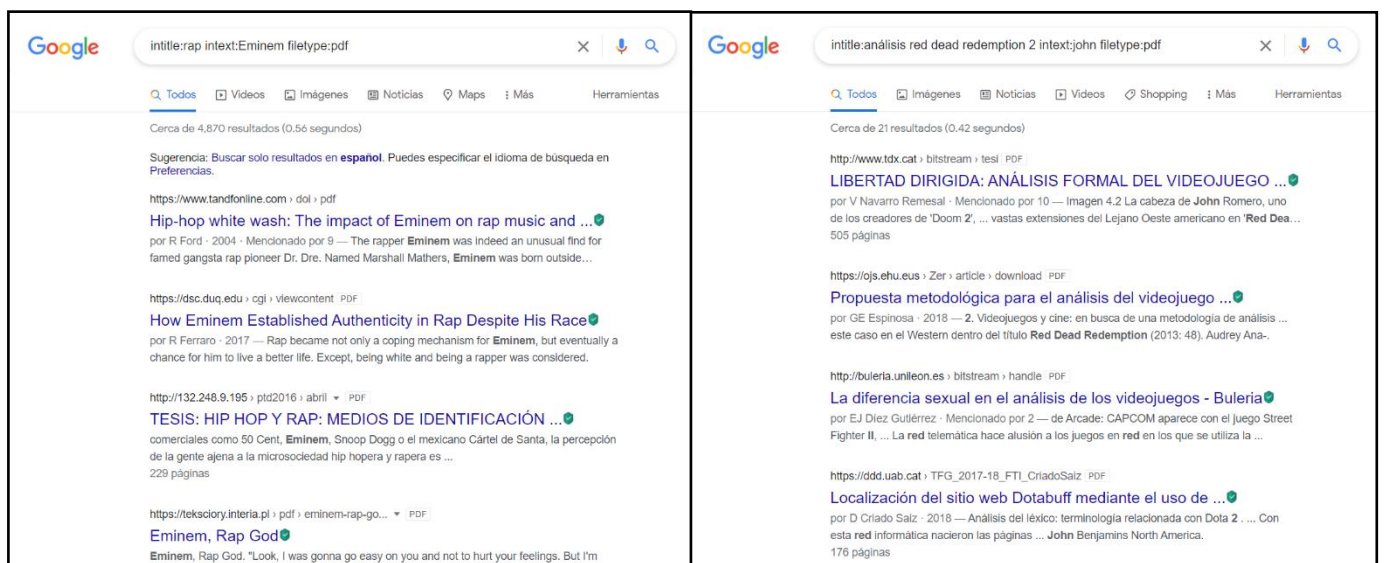 Google
intitle:rap intext:Eminem filetype:pdf
Todos Videos Imágenes Noticias Maps Más Herramientas
Cerca de 4,870 resultados (0.56 segundos)
Sugerencia: Buscar solo resultados en español. Puedes especificar el idioma de búsqueda en
Preferencias.
https://www.tandfonline.com › doi › pdf
Hip-hop white wash: The impact of Eminem on rap music and ...
por R Ford · 2004 · Mencionado por 9 — The rapper Eminem was indeed an unusual find for
famed gangsta rap pioneer Dr. Dre. Named Marshall Mathers, Eminem was born outside...
https://dsc.duq.edu › cgi › viewcontent PDF
How Eminem Established Authenticity in Rap Despite His Race
por R Ferraro · 2017 — Rap became not only a coping mechanism for Eminem, but eventually a
chance for him to live a better life. Except, being white and being a rapper was considered.
http://132.248.9.195 › ptd2016 › abril PDF
TESIS: HIP HOP Y RAP: MEDIOS DE IDENTIFICACIÓN ...
comerciales como 50 Cent, Eminem, Snoop Dogg o el mexicano Cártel de Santa, la percepción
de la gente ajena a la microsociedad hip hopera y rapera es ...
229 páginas
https://teksciory.interia.pl › pdf › eminem-rap-go... PDF
Eminem, Rap God
Eminem, Rap God. "Look, I was gonna go easy on you and not to hurt your feelings. But I'm
Google
intitle:análisis red dead redemption 2 intext:john filetype:pdf
Todos Imágenes Noticias Videos Shopping Más Herramientas
Cerca de 21 resultados (0.42 segundos)
http://www.tdx.cat › bitstream › tesi PDF
LIBERTAD DIRIGIDA: ANÁLISIS FORMAL DEL VIDEOJUEGO ...
por V Navarro Remesal · Mencionado por 10 — Imagen 4.2 La cabeza de John Romero, uno
de los creadores de 'Doom 2', ... vastas extensiones del Lejano Oeste americano en 'Red Dea...
505 páginas
https://ojs.ehu.eus › Zer › article › download PDF
Propuesta metodológica para el análisis del videojuego ...
por GE Espinosa · 2018 — 2. Videojuegos y cine: en busca de una metodología de análisis ...
este caso en el Western dentro del título Red Dead Redemption (2013: 48). Audrey Ana-.
http://buleria.unileon.es › bitstream › handle PDF
La diferencia sexual en el análisis de los videojuegos - Buleria
por EJ Díez Gutiérrez · Mencionado por 2 — de Arcade: CAPCOM aparece con el juego Street
Fighter II, ... La red telemática hace alusión a los juegos en red en los que se utiliza la ...
https://ddd.uab.cat › TFG_2017-18_FTI_CriadoSaiz PDF
Localización del sitio web Dotabuff mediante el uso de ...
por D Criado Saiz · 2018 — Análisis del léxico: terminología relacionada con Dota 2 . ... Con
esta red informática nacieron las páginas ... John Benjamins North America.
176 páginas